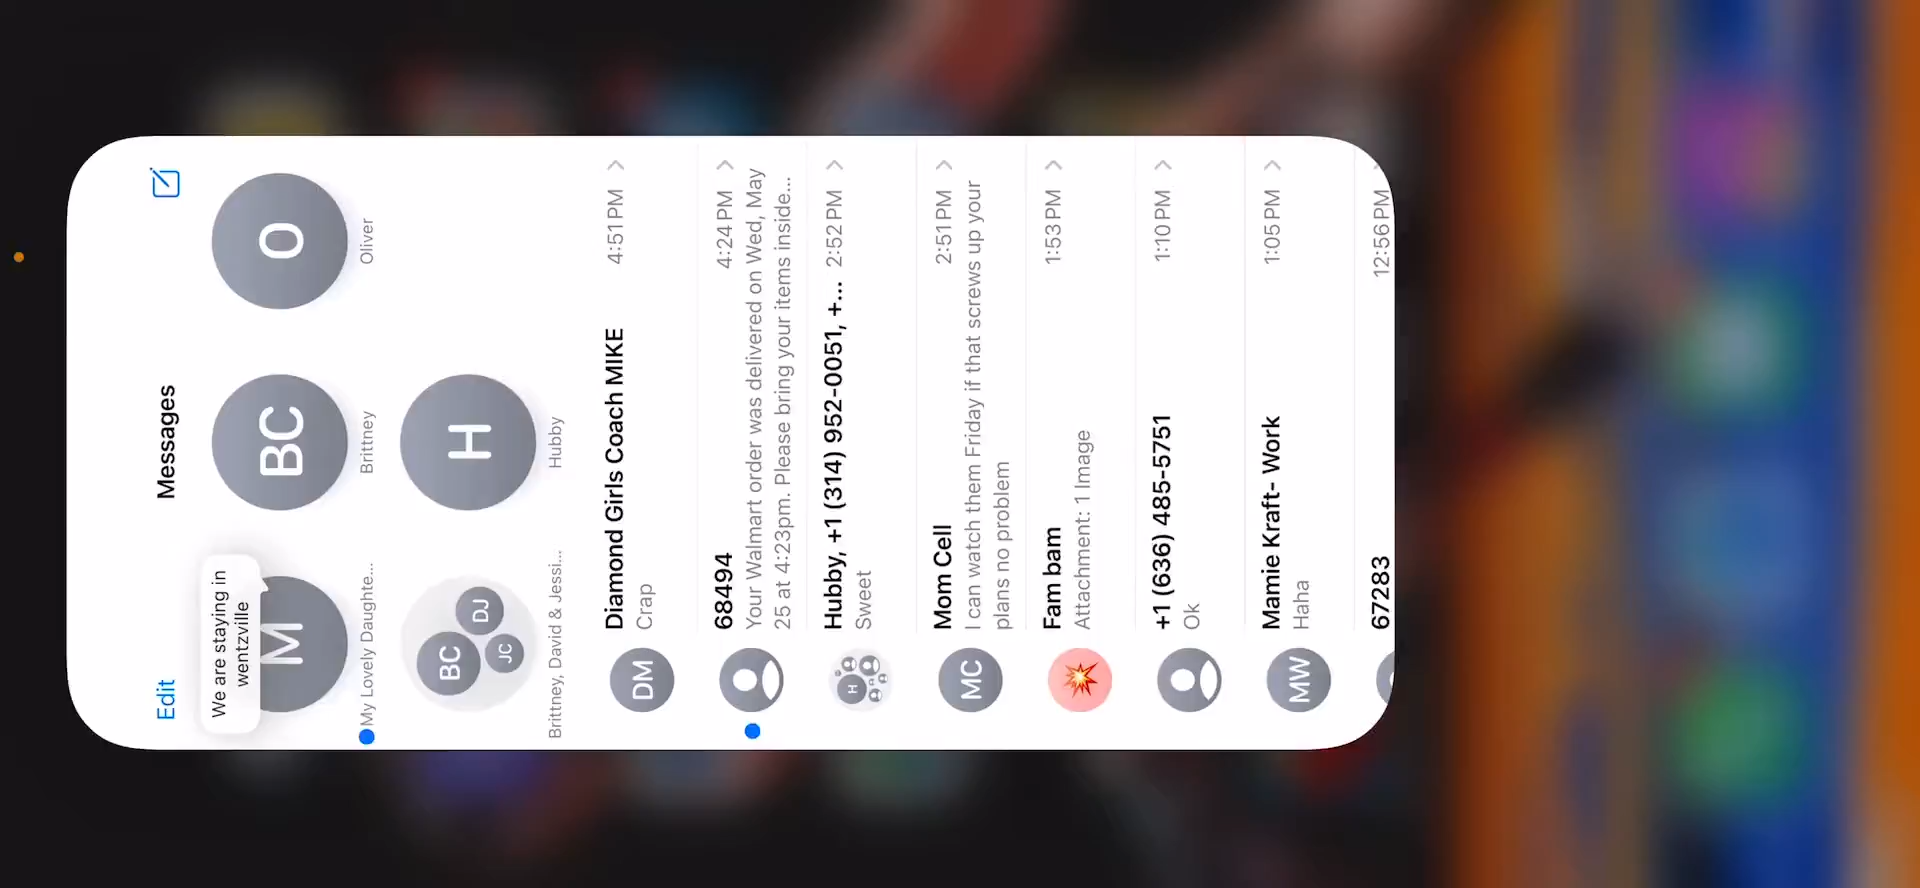 Edit
Messages
We are staying in
wentzville
M
BC
O
My Lovely Daughte...
Brittney
Oliver
BC
DJ
JC
H
Brittney, David & Jessi...
Hubby
DM
Diamond Girls Coach MIKE
4:51 PM
Crap
68494
4:24 PM
Your Walmart order was delivered on Wed, May
25 at 4:23pm. Please bring your items inside...
H
Hubby, +1 (314) 952-0051, +...
2:52 PM
Sweet
MC
Mom Cell
2:51 PM
I can watch them Friday if that screws up your
plans no problem
Fam bam
1:53 PM
Attachment: 1 Image
+1 (636) 485-5751
1:10 PM
Ok
MW
Mamie Kraft- Work
1:05 PM
Haha
67283
12:56 PM